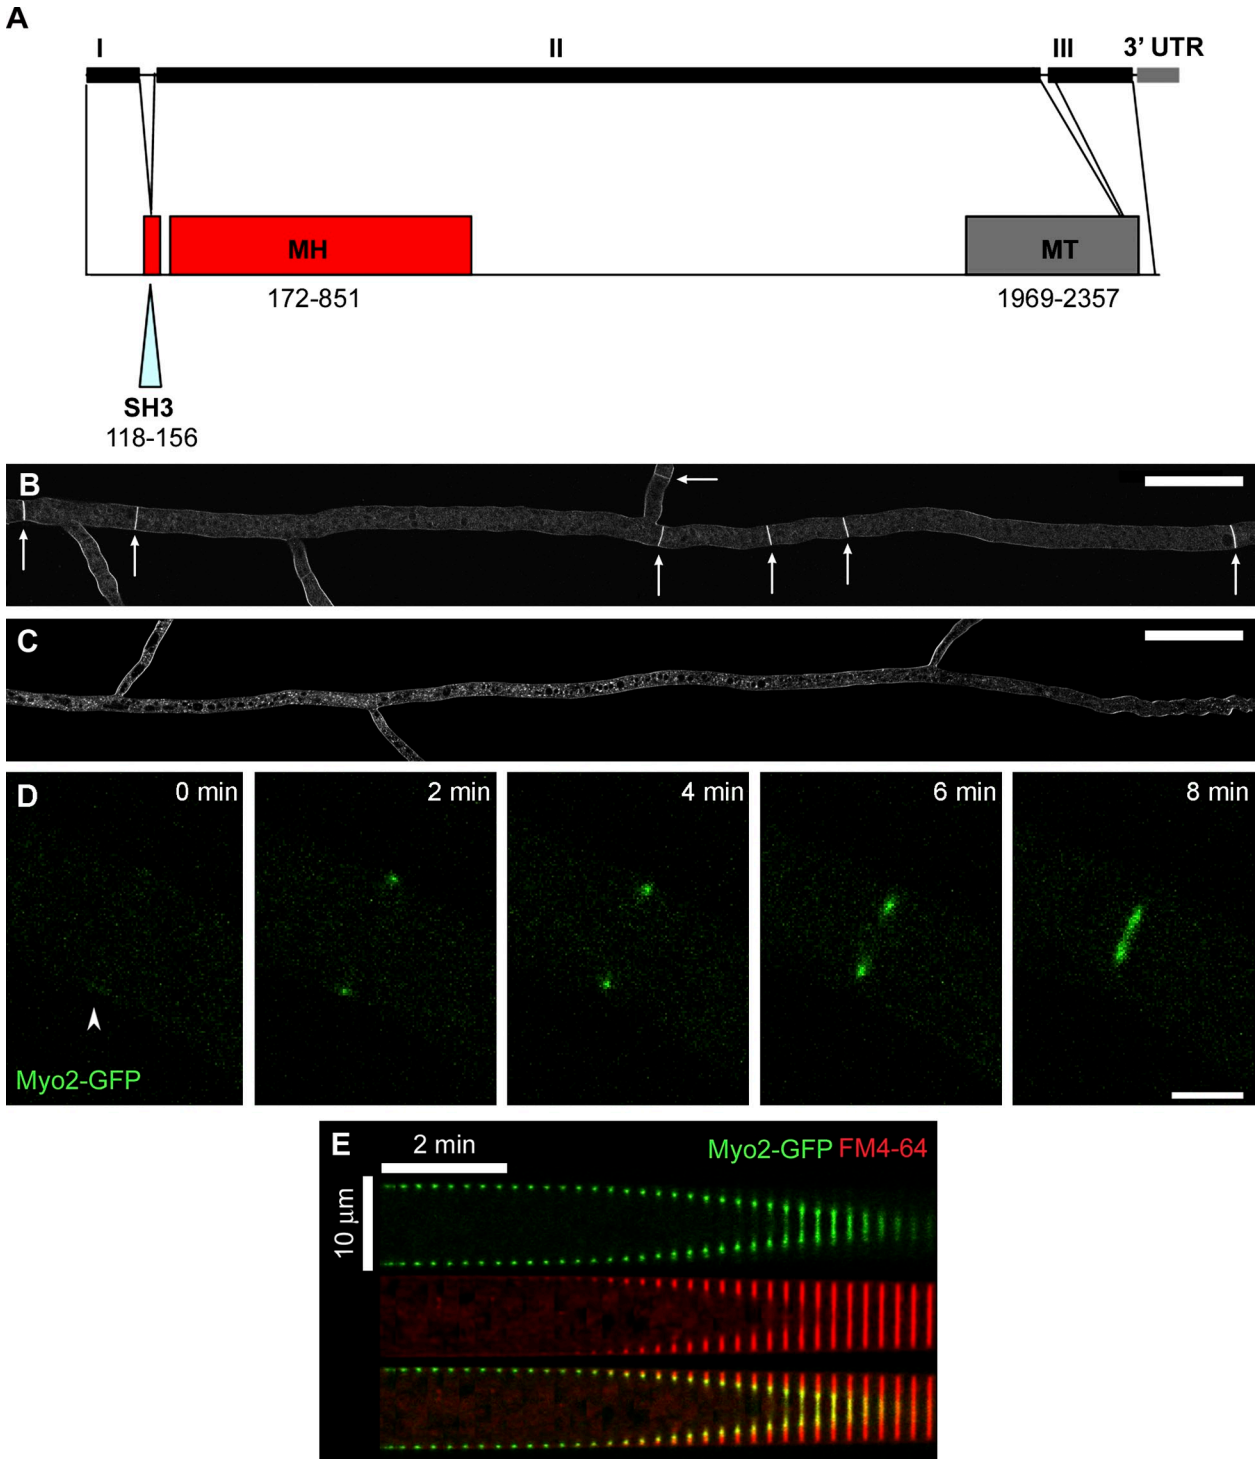 A
I II III 3’ UTR
MH MT
172-851 1969-2357
SH3
118-156
B
C
D 0 min 2 min 4 min 6 min 8 min
Myo2-GFP
E 2 min Myo2-GFP FM4-64
10 µm